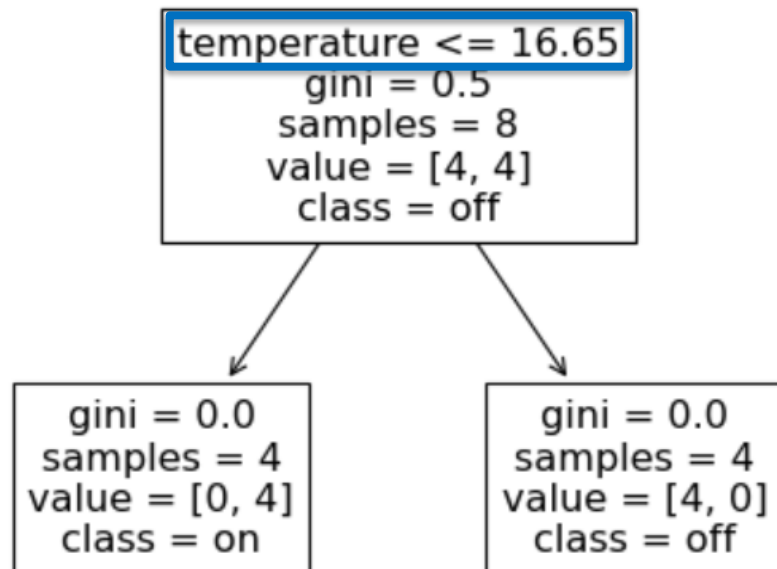 temperature <= 16.65
gini = 0.5
samples = 8
value = [4, 4]
class = off
gini = 0.0
samples = 4
value = [0, 4]
class = on
gini = 0.0
samples = 4
value = [4, 0]
class = off